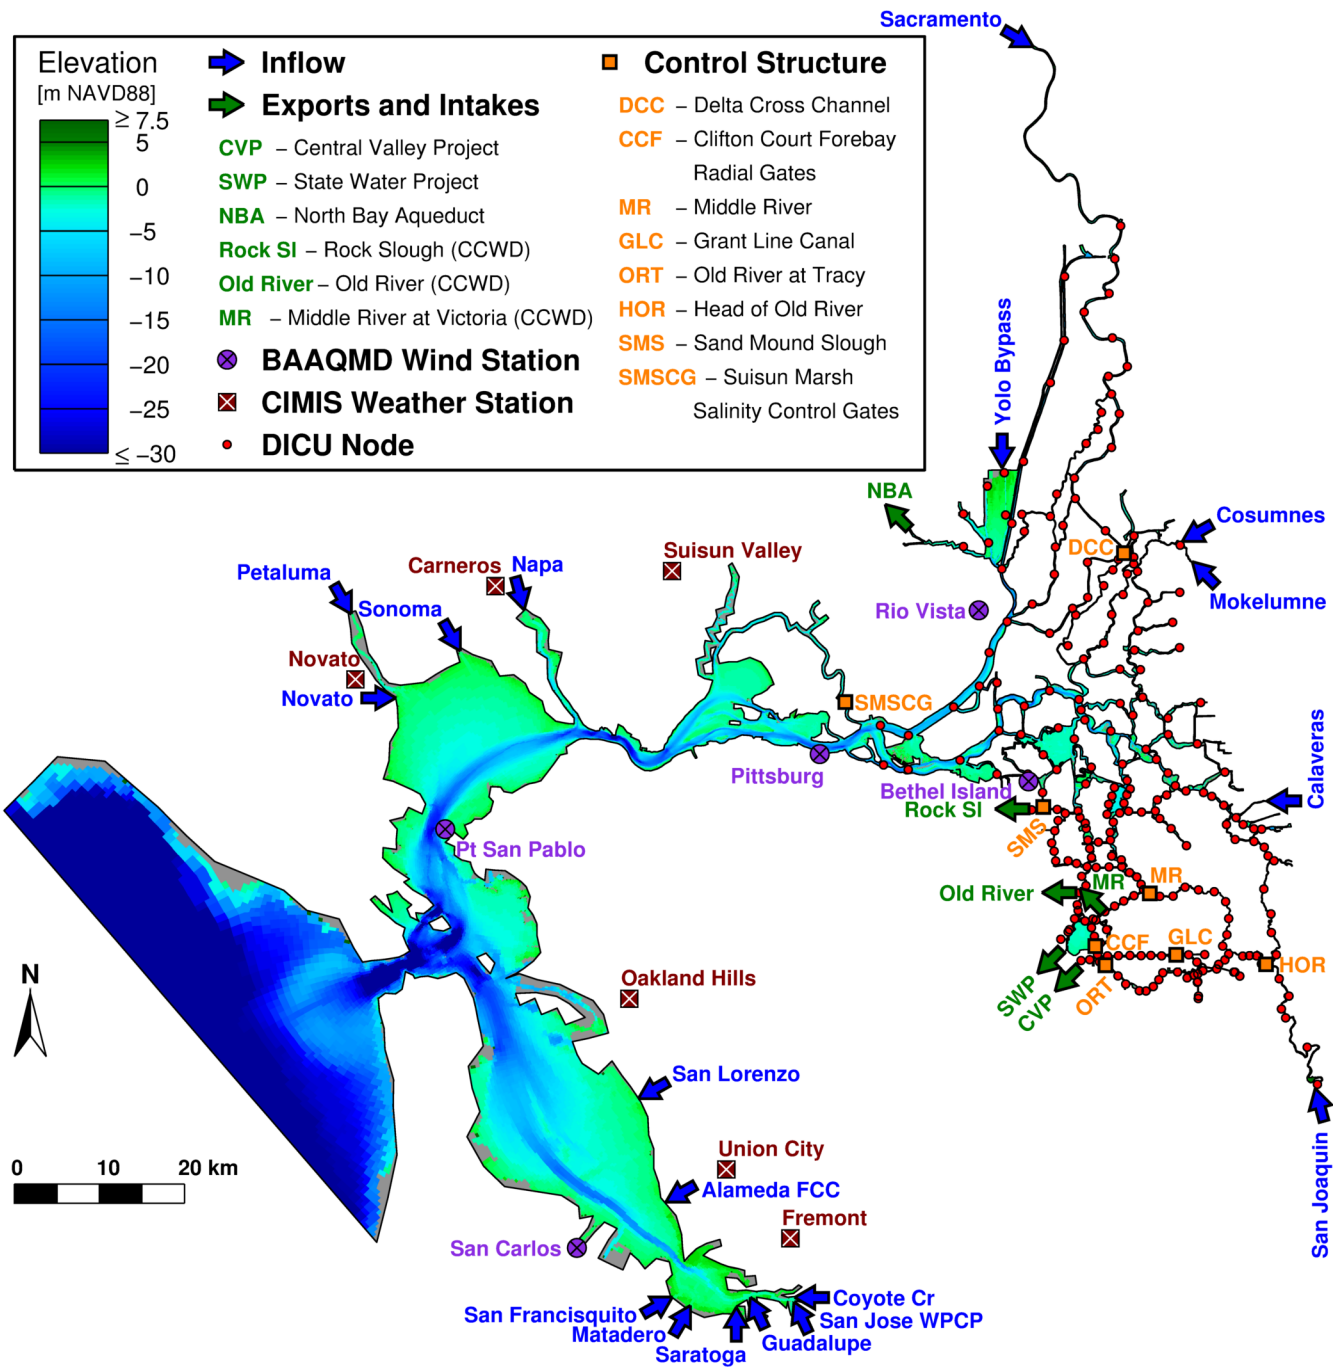 Sacramento
Elevation
[m NAVD88]
≥ 7.5
5
0
−5
−10
−15
−20
−25
≤ −30
Inflow
Exports and Intakes
CVP – Central Valley Project
SWP – State Water Project
NBA – North Bay Aqueduct
Rock Sl – Rock Slough (CCWD)
Old River – Old River (CCWD)
MR – Middle River at Victoria (CCWD)
BAAQMD Wind Station
CIMIS Weather Station
DICU Node
Control Structure
DCC – Delta Cross Channel
CCF – Clifton Court Forebay
Radial Gates
MR – Middle River
GLC – Grant Line Canal
ORT – Old River at Tracy
HOR – Head of Old River
SMS – Sand Mound Slough
SMSCG – Suisun Marsh
Salinity Control Gates
Yolo Bypass
NBA
Cosumnes
DCC
Mokelumne
Suisun Valley
Carneros
Napa
Petaluma
Sonoma
Rio Vista
Novato
Novato
SMSCG
Pittsburg
Bethel Island
Calaveras
Rock Sl
SMS
Pt San Pablo
MR
MR
Old River
CCF
GLC
HOR
SWP
CVP
ORT
N
Oakland Hills
San Lorenzo
Union City
0 10 20 km
Alameda FCC
Fremont
San Carlos
San Joaquin
Coyote Cr
San Francisquito
San Jose WPCP
Matadero
Guadalupe
Saratoga